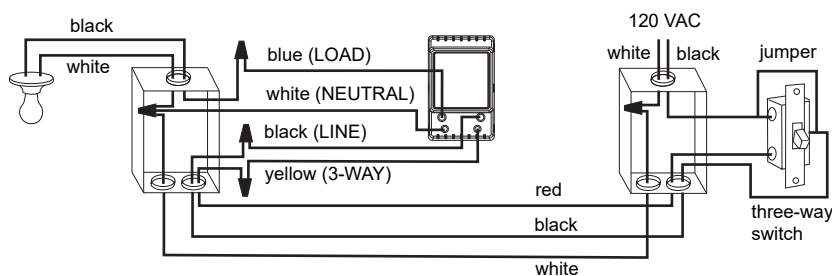 black
white
blue (LOAD)
white (NEUTRAL)
black (LINE)
yellow (3-WAY)
120 VAC
white
black
jumper
three-way
switch
red
black
white